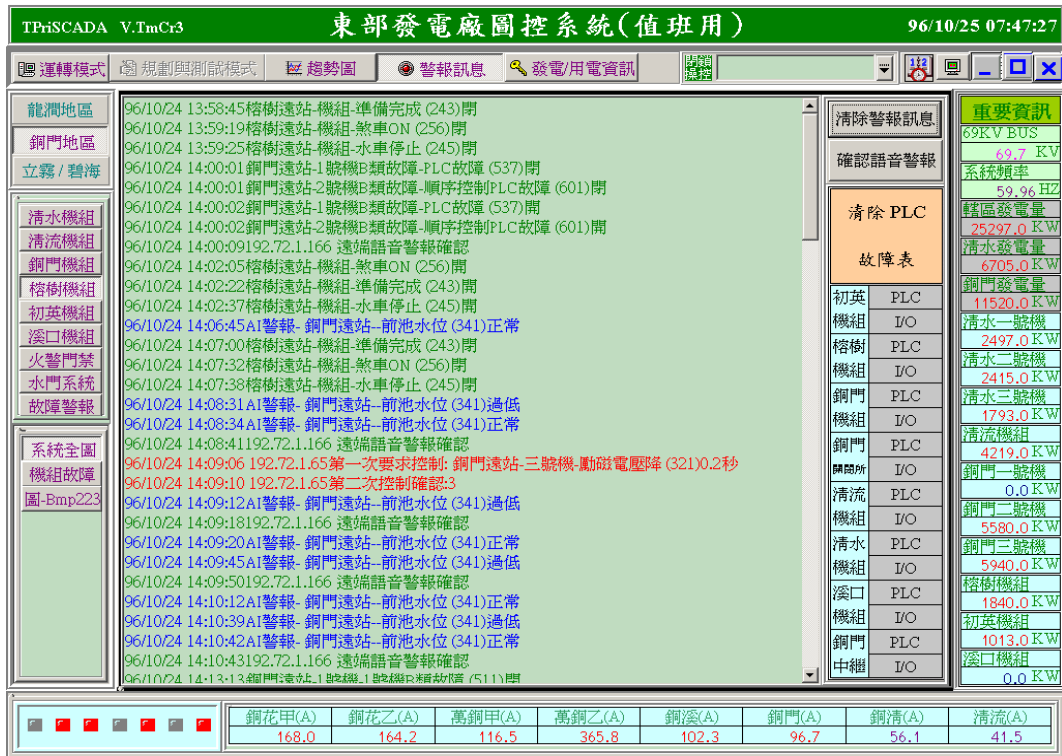 TPriSCADA V.TmCr3 東部發電廠圖控系統(值班用) 96/10/25 07:47:27
運轉模式 規劃與測試模式 趨勢圖 警報訊息 發電/用電資訊 閉鎖操控
龍澗地區
銅門地區
立霧/碧海
清水機組
清流機組
銅門機組
榕樹機組
初英機組
溪口機組
火警門禁
水門系統
故障警報
系統全圖
機組故障
圖-Bmp223
96/10/24 13:58:45榕樹遠站-機組-準備完成 (243)閉
96/10/24 13:59:19榕樹遠站-機組-煞車ON (256)閉
96/10/24 13:59:25榕樹遠站-機組-水車停止 (245)閉
96/10/24 14:00:01銅門遠站-1號機B類故障-PLC故障 (537)閉
96/10/24 14:00:01銅門遠站-2號機B類故障-順序控制PLC故障 (601)閉
96/10/24 14:00:02銅門遠站-1號機B類故障-PLC故障 (537)開
96/10/24 14:00:02銅門遠站-2號機B類故障-順序控制PLC故障 (601)開
96/10/24 14:00:09192.72.1.166 遠端語音警報確認
96/10/24 14:02:05榕樹遠站-機組-煞車ON (256)開
96/10/24 14:02:22榕樹遠站-機組-準備完成 (243)開
96/10/24 14:02:37榕樹遠站-機組-水車停止 (245)開
96/10/24 14:06:45AI警報- 銅門遠站--前池水位 (341)正常
96/10/24 14:07:00榕樹遠站-機組-準備完成 (243)閉
96/10/24 14:07:32榕樹遠站-機組-煞車ON (256)閉
96/10/24 14:07:38榕樹遠站-機組-水車停止 (245)閉
96/10/24 14:08:31AI警報- 銅門遠站--前池水位 (341)過低
96/10/24 14:08:34AI警報- 銅門遠站--前池水位 (341)正常
96/10/24 14:08:41192.72.1.166 遠端語音警報確認
96/10/24 14:09:06 192.72.1.65第一次要求控制: 銅門遠站-三號機-勵磁電壓降 (321)0.2秒
96/10/24 14:09:10 192.72.1.65第二次控制確認:3
96/10/24 14:09:12AI警報- 銅門遠站--前池水位 (341)過低
96/10/24 14:09:18192.72.1.166 遠端語音警報確認
96/10/24 14:09:20AI警報- 銅門遠站--前池水位 (341)正常
96/10/24 14:09:45AI警報- 銅門遠站--前池水位 (341)過低
96/10/24 14:09:50192.72.1.166 遠端語音警報確認
96/10/24 14:10:12AI警報- 銅門遠站--前池水位 (341)正常
96/10/24 14:10:39AI警報- 銅門遠站--前池水位 (341)過低
96/10/24 14:10:42AI警報- 銅門遠站--前池水位 (341)正常
96/10/24 14:10:43192.72.1.166 遠端語音警報確認
96/10/24 14:13:13銅門遠站-1號機-1號機B類故障 (511)閉
清除警報訊息
確認語音警報
清除 PLC
故障表
初英 PLC
機組 I/O
榕樹 PLC
機組 I/O
銅門 PLC
機組 I/O
銅門 PLC
開閉所 I/O
清流 PLC
機組 I/O
清水 PLC
機組 I/O
溪口 PLC
機組 I/O
銅門 PLC
中繼 I/O
重要資訊
69KV BUS
69.7 KV
系統頻率
59.96 HZ
轄區發電量
25297.0 KW
清水發電量
6705.0 KW
銅門發電量
11520.0 KW
清水一號機
2497.0 KW
清水二號機
2415.0 KW
清水三號機
1793.0 KW
清流機組
4219.0 KW
銅門一號機
0.0 KW
銅門二號機
5580.0 KW
銅門三號機
5940.0 KW
榕樹機組
1840.0 KW
初英機組
1013.0 KW
溪口機組
0.0 KW
銅花甲(A) 銅花乙(A) 萬銅甲(A) 萬銅乙(A) 銅溪(A) 銅門(A) 銅清(A) 清流(A)
168.0 164.2 116.5 365.8 102.3 96.7 56.1 41.5